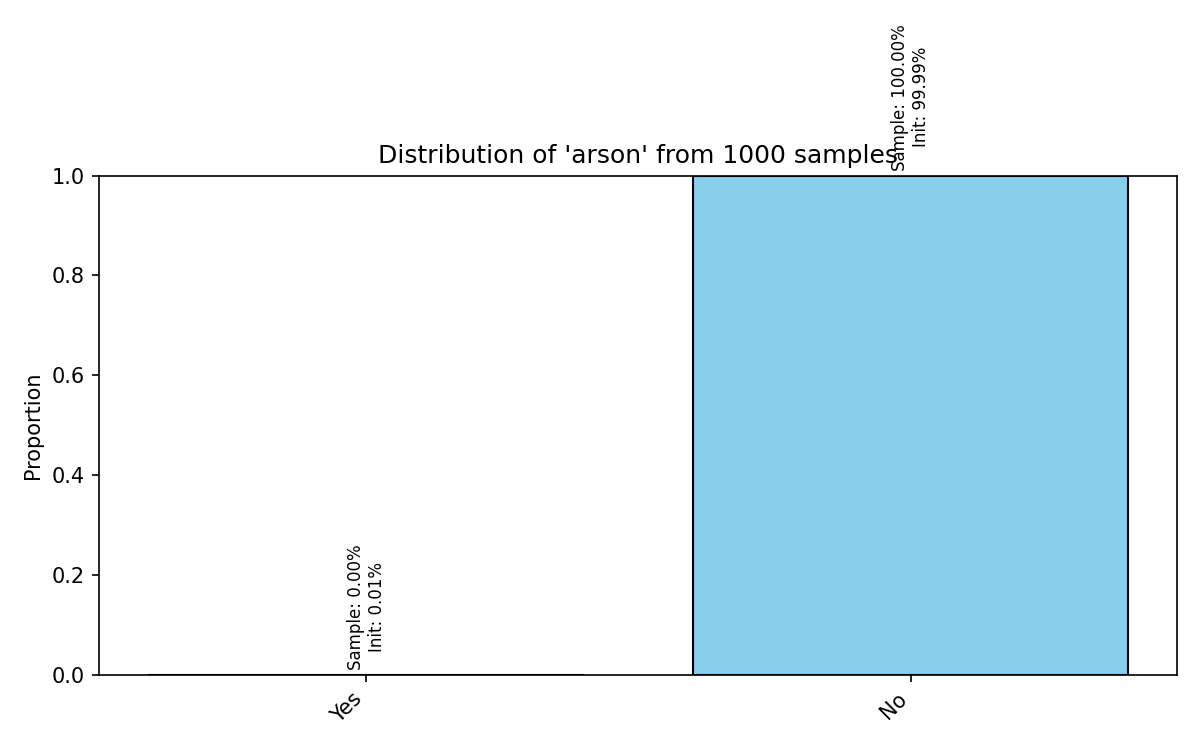 Sample: 100.00%
Init: 99.99%
Distribution of 'arson' from 1000 samples
1.0
0.8
0.6
0.4
0.2
0.0
Proportion
Sample: 0.00%
Init: 0.01%
Yes
No